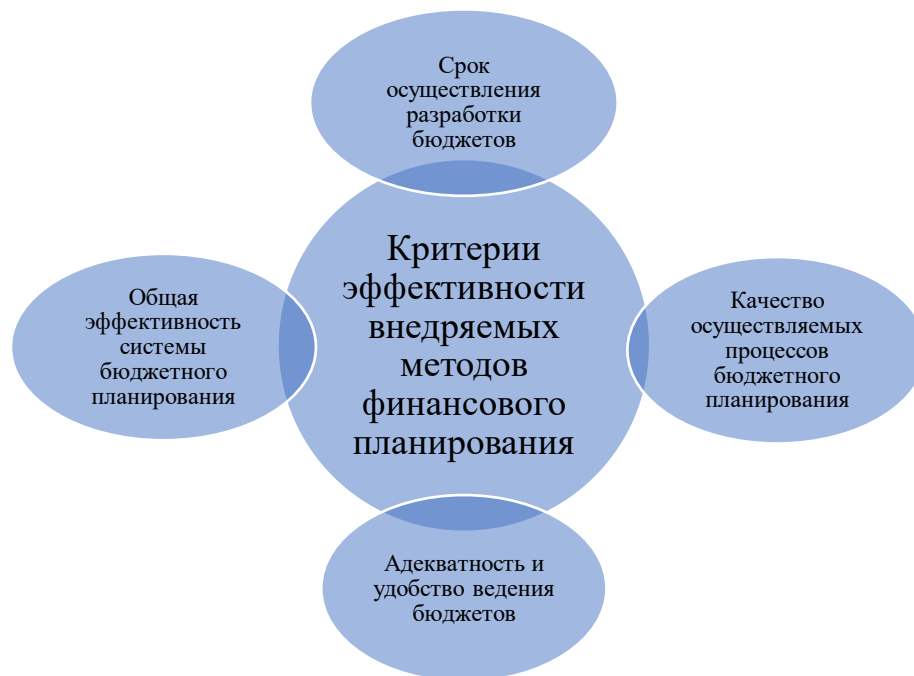 Срок
осуществления
разработки
бюджетов
Критерии
эффективности
внедряемых
методов
финансового
планирования
Общая
эффективность
системы
бюджетного
планирования
Качество
осуществляемых
процессов
бюджетного
планирования
Адекватность и
удобство ведения
бюджетов